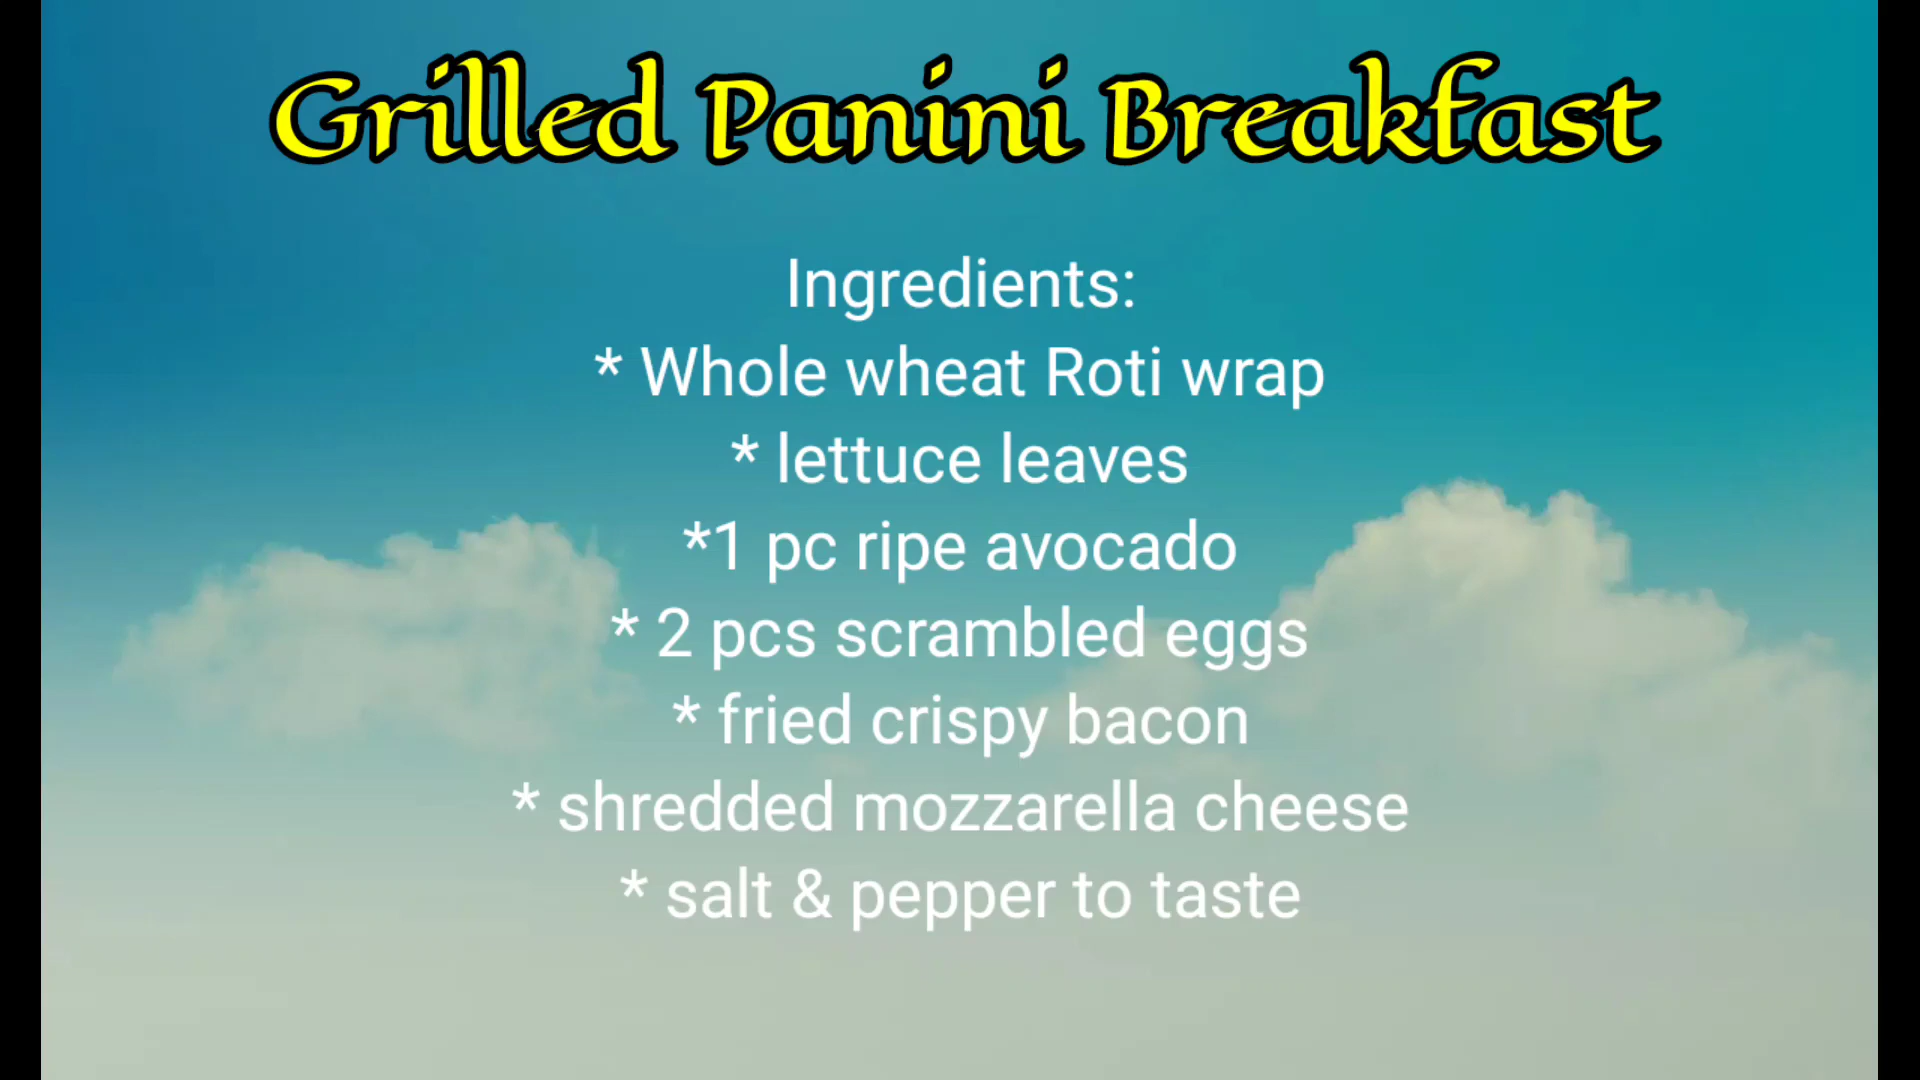 Grilled Panini Breakfast
Ingredients:
* Whole wheat Roti wrap
* lettuce leaves
*1 pc ripe avocado
* 2 pcs scrambled eggs
* fried crispy bacon
* shredded mozzarella cheese
* salt & pepper to taste